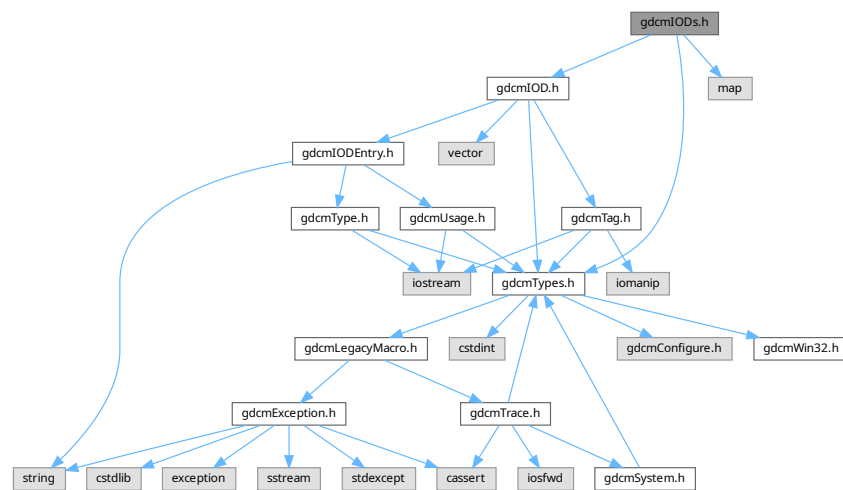 gdcmIODs.h
gdcmIOD.h
map
gdcmIODEntry.h
vector
gdcmType.h
gdcmUsage.h
gdcmTag.h
iostream
gdcmTypes.h
iomanip
gdcmLegacyMacro.h
cstdint
gdcmConfigure.h
gdcmWin32.h
gdcmException.h
gdcmTrace.h
string
cstdlib
exception
sstream
stdexcept
cassert
iosfwd
gdcmSystem.h